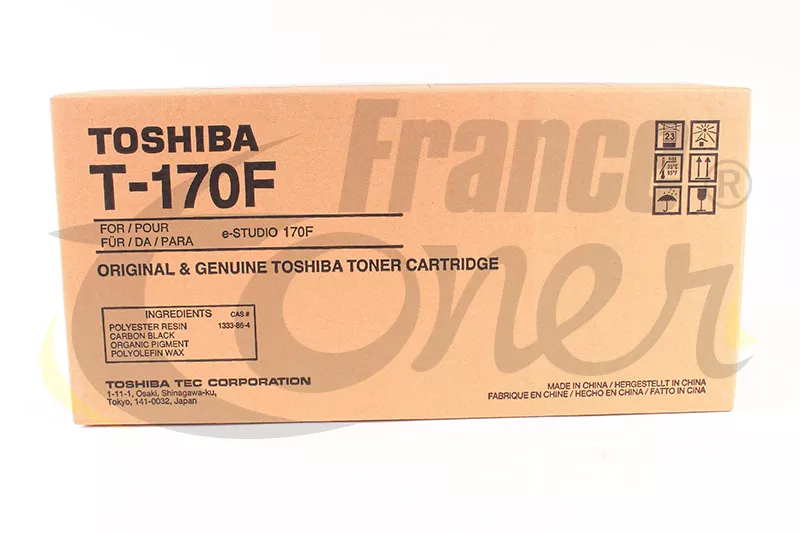 TOSHIBA
T-170F
FOR / POUR
FÜR / DA / PARA
e-STUDIO 170F
ORIGINAL & GENUINE TOSHIBA TONER CARTRIDGE
INGREDIENTS CAS #
POLYESTER RESIN 1333-86-4
CARBON BLACK
ORGANIC PIGMENT
POLYOLEFIN WAX
TOSHIBA TEC CORPORATION
1-11-1, Osaki, Shinagawa-ku,
Tokyo, 141-0032, Japan
23
35°C
95°F
MADE IN CHINA / HERGESTELLT IN CHINA
FABRIQUE EN CHINE / HECHO EN CHINA / FATTO IN CINA
France
Toner ®